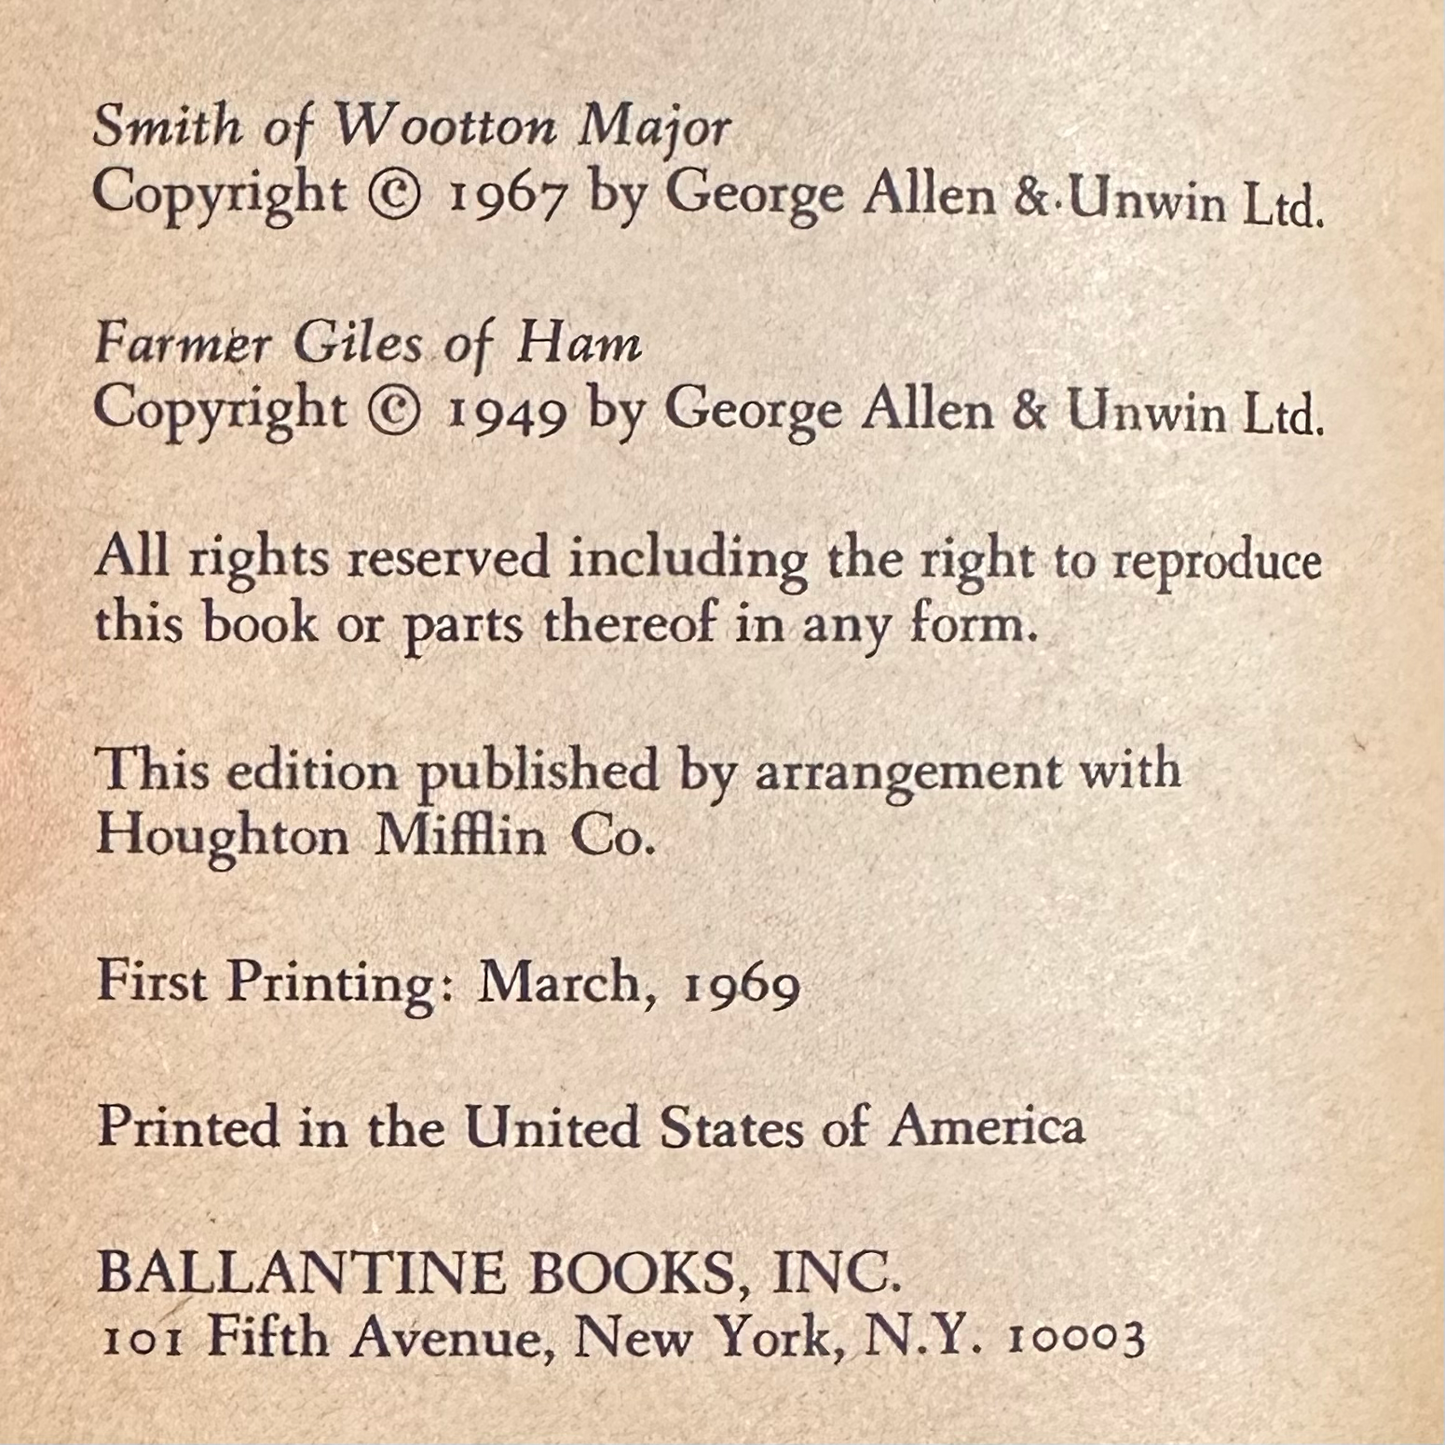 Smith of Wootton Major
Copyright © 1967 by George Allen & Unwin Ltd.
Farmer Giles of Ham
Copyright © 1949 by George Allen & Unwin Ltd.
All rights reserved including the right to reproduce
this book or parts thereof in any form.
This edition published by arrangement with
Houghton Mifflin Co.
First Printing: March, 1969
Printed in the United States of America
BALLANTINE BOOKS, INC.
101 Fifth Avenue, New York, N.Y. 10003